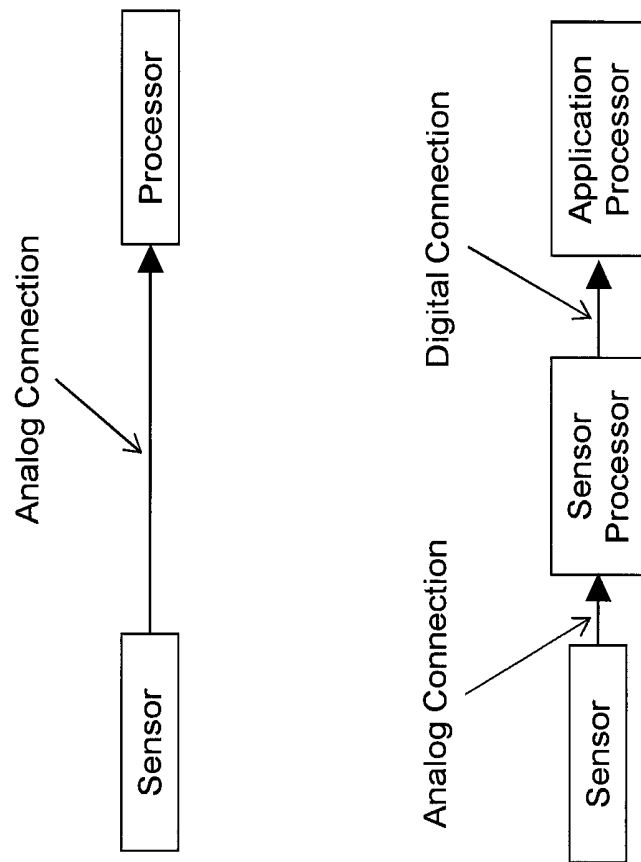 Analog Connection
Sensor
Processor
Analog Connection
Digital Connection
Sensor
Sensor
Processor
Application
Processor